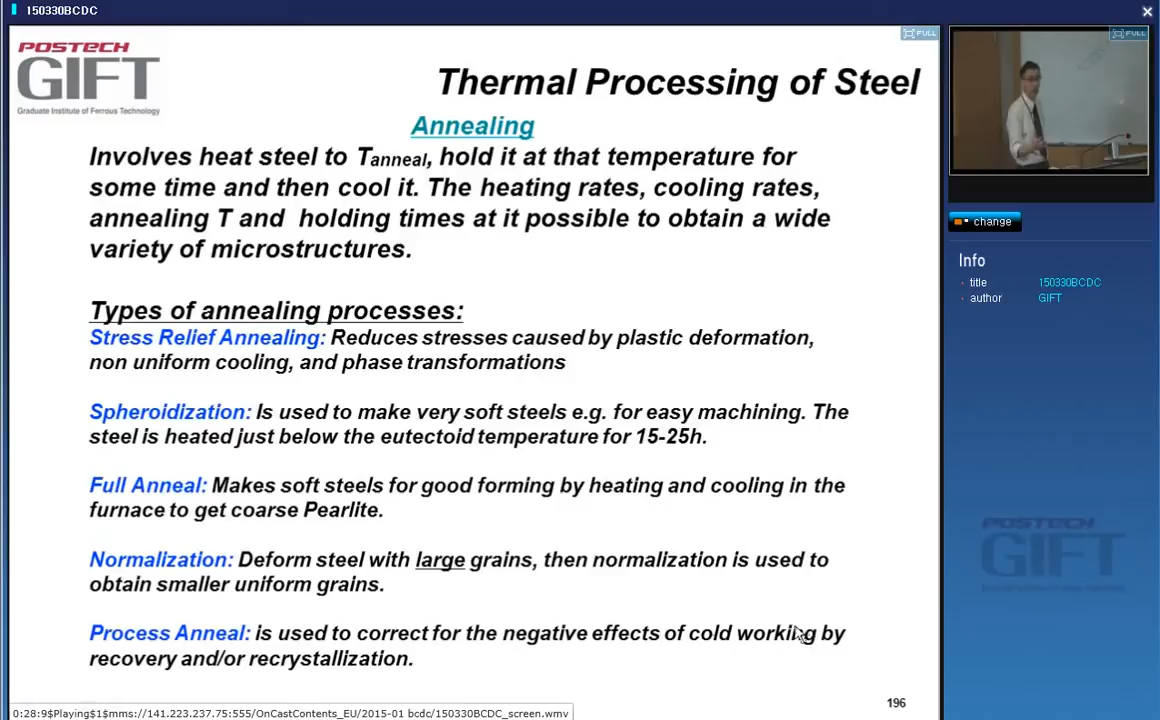 150330BCDC
POSTECH
GIFT
Graduate Institute of Ferrous Technology
FULL
FULL
Thermal Processing of Steel
Annealing
Involves heat steel to Tanneal, hold it at that temperature for
some time and then cool it. The heating rates, cooling rates,
annealing T and holding times at it possible to obtain a wide
variety of microstructures.
Types of annealing processes:
Stress Relief Annealing: Reduces stresses caused by plastic deformation,
non uniform cooling, and phase transformations
Spheroidization: Is used to make very soft steels e.g. for easy machining. The
steel is heated just below the eutectoid temperature for 15-25h.
Full Anneal: Makes soft steels for good forming by heating and cooling in the
furnace to get coarse Pearlite.
Normalization: Deform steel with large grains, then normalization is used to
obtain smaller uniform grains.
Process Anneal: is used to correct for the negative effects of cold working by
recovery and/or recrystallization.
196
0:28:9$Playing$1$mms://141.223.237.75:555/OnCastContents_EU/2015-01 bcdc/150330BCDC_screen.wmv
change
Info
title 150330BCDC
author GIFT
POSTECH
GIFT